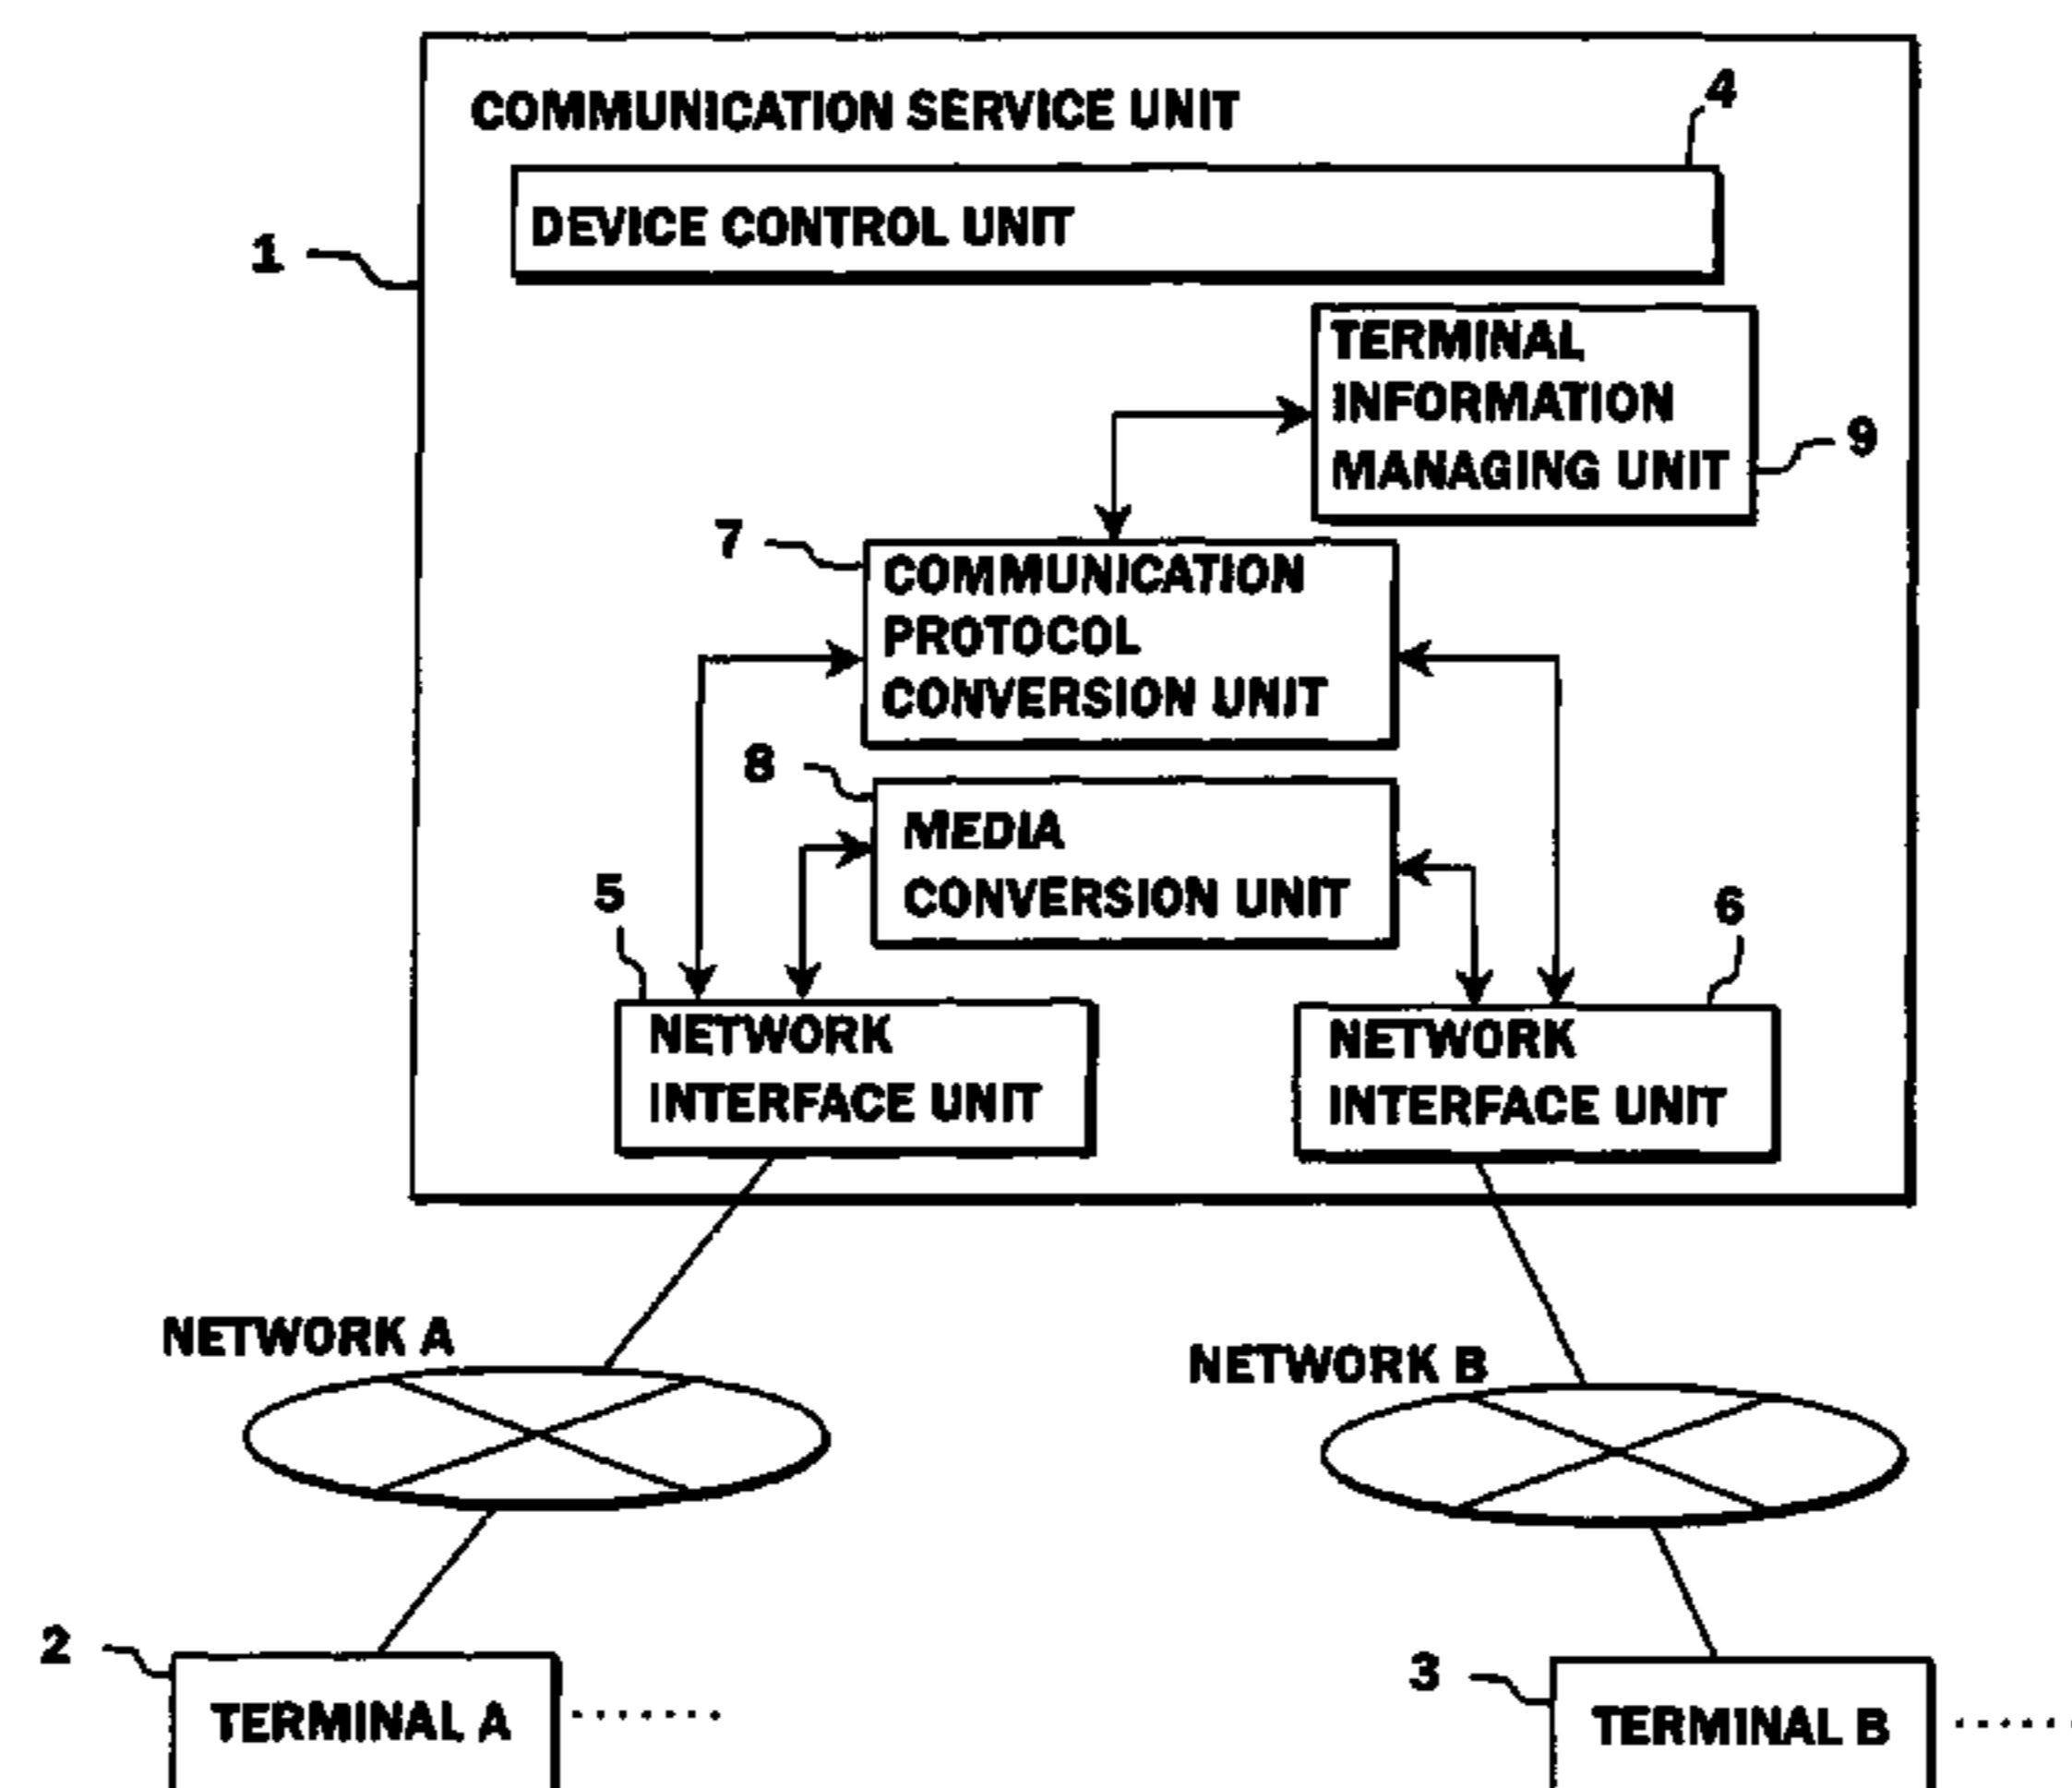 COMMUNICATION SERVICE UNIT
4
DEVICE CONTROL UNIT
1
TERMINAL
INFORMATION
MANAGING UNIT
9
7
COMMUNICATION
PROTOCOL
CONVERSION UNIT
8
MEDIA
CONVERSION UNIT
5
6
NETWORK
INTERFACE UNIT
NETWORK
INTERFACE UNIT
NETWORK A
NETWORK B
2
TERMINAL A
3
TERMINAL B